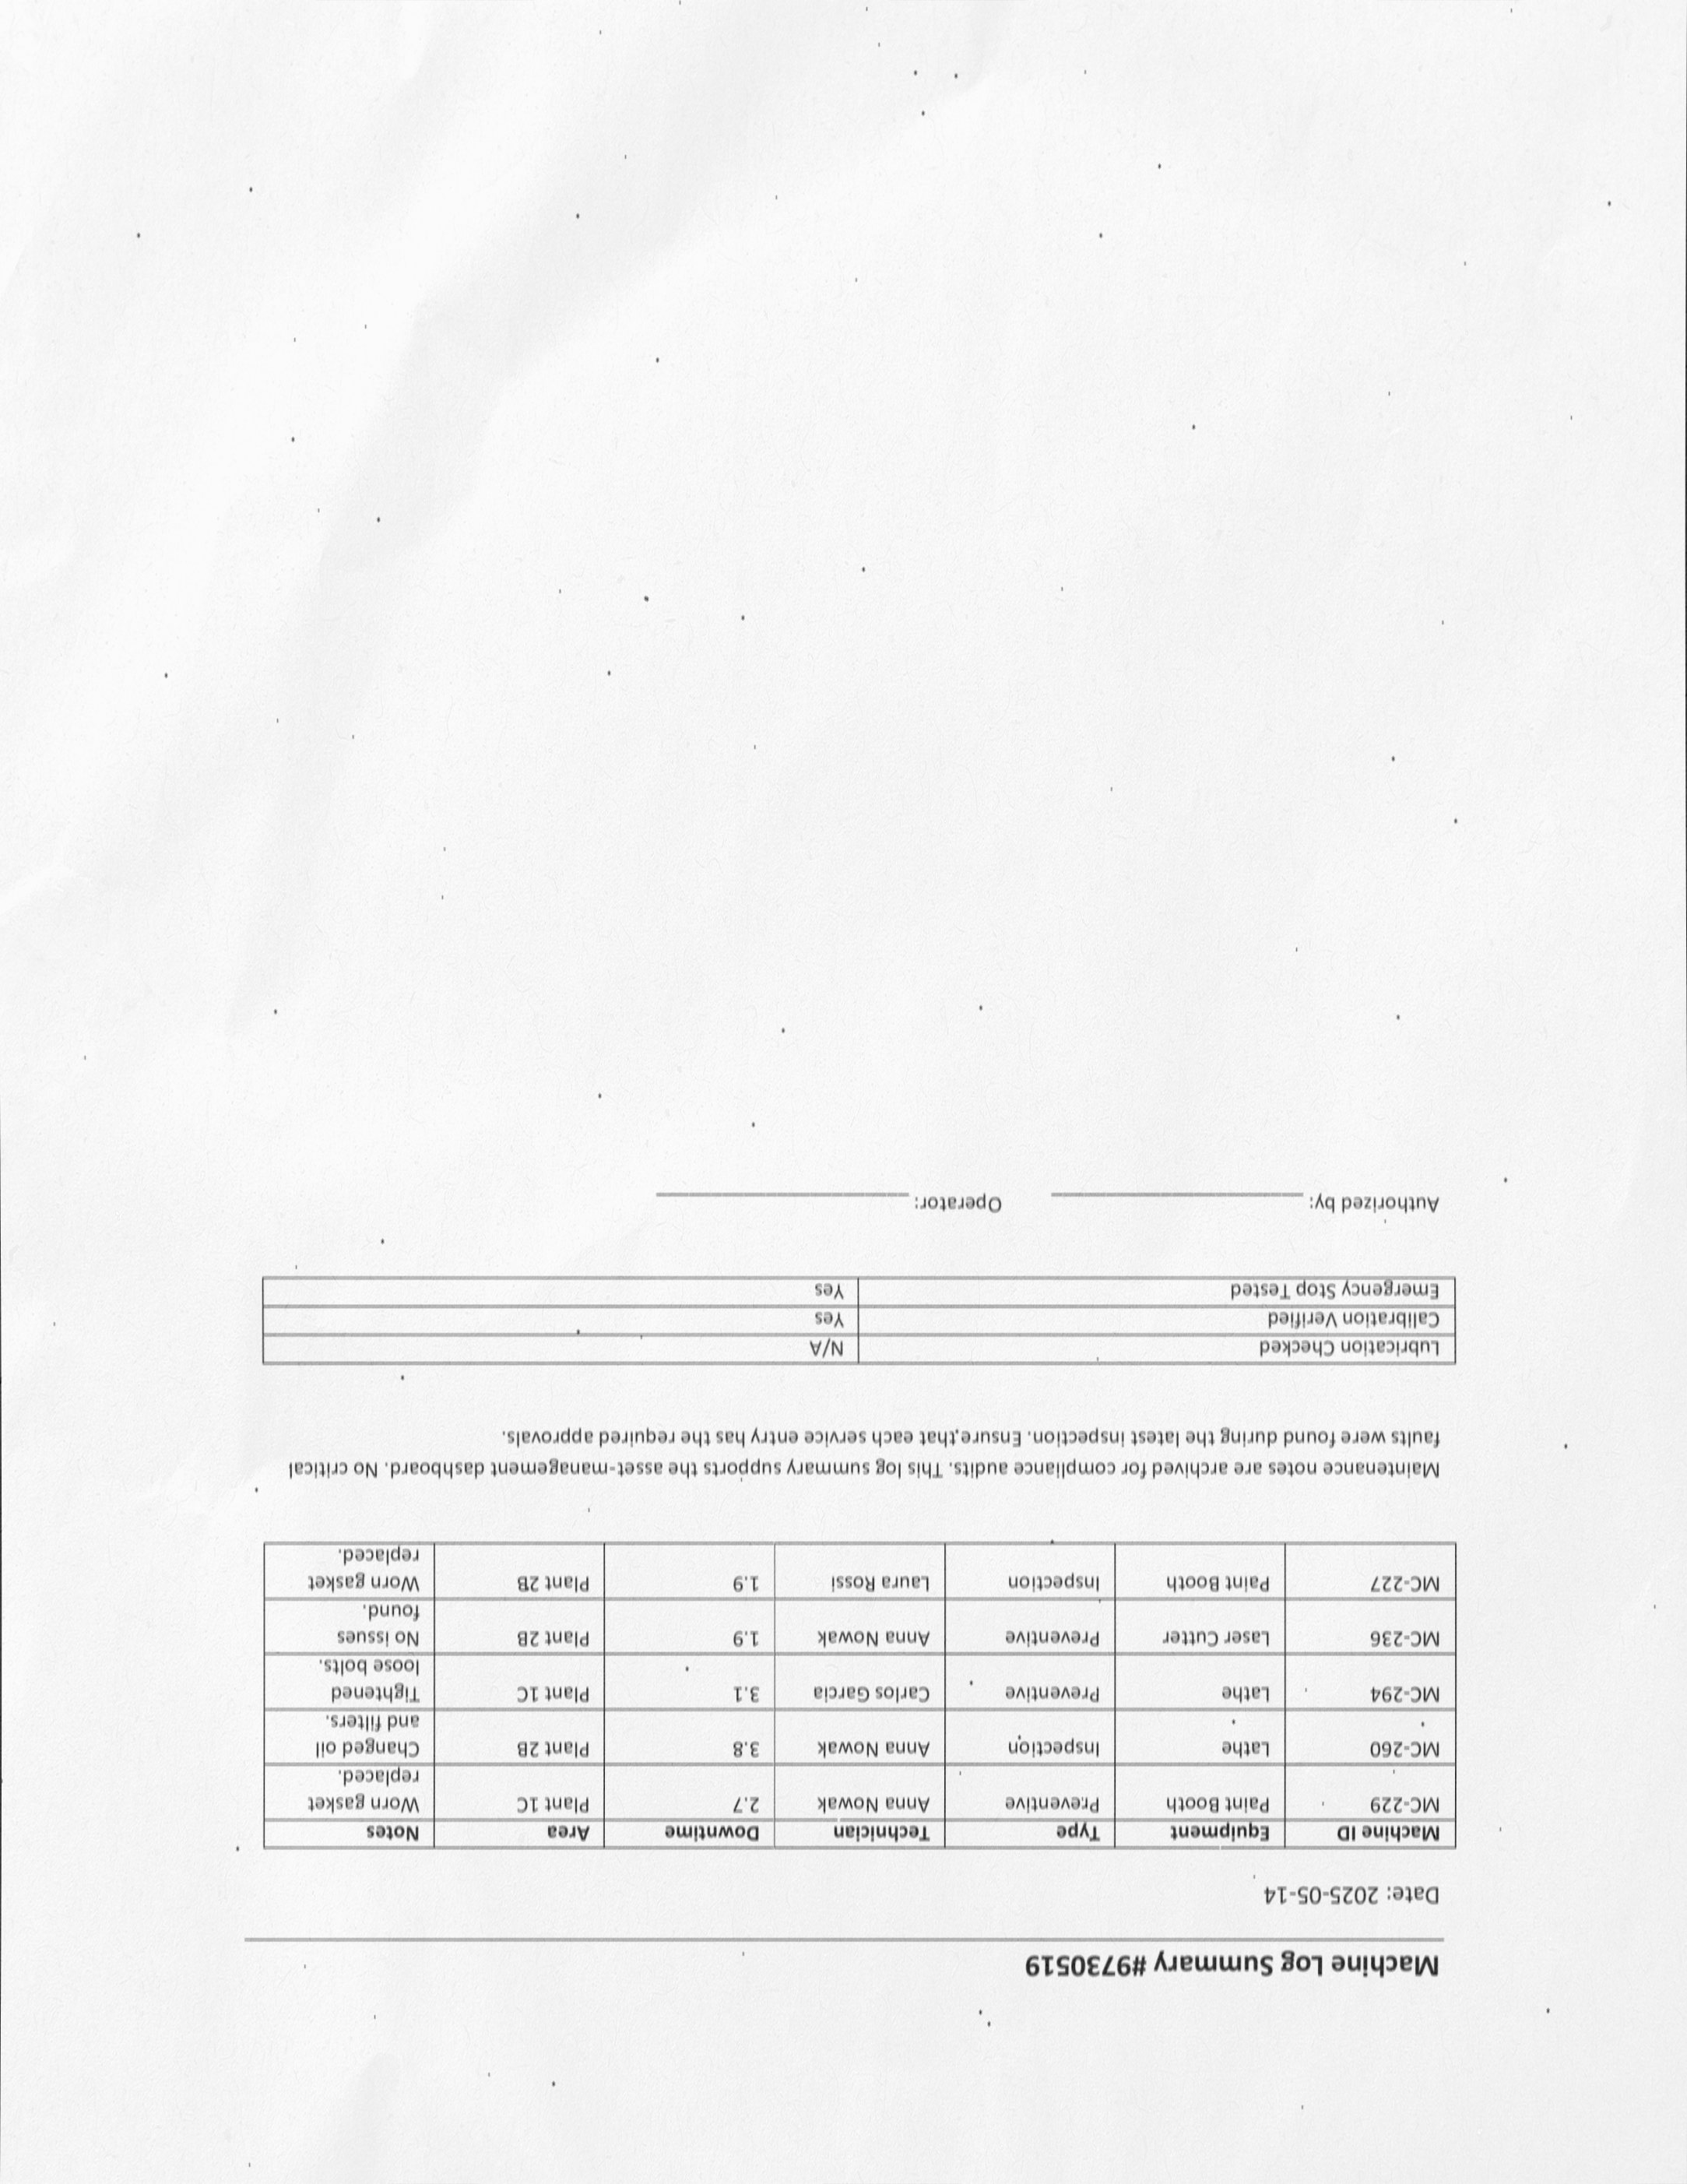 Machine Log Summary #9730519
Date: 2025-05-14
Machine ID Equipment Type Technician Downtime Area Notes
MC-229 Paint Booth Preventive Anna Nowak 2.7 Plant 1C Worn gasket
replaced.
MC-260 Lathe Inspection Anna Nowak 3.8 Plant 2B Changed oil
and filters.
MC-294 Lathe Preventive Carlos Garcia 3.1 Plant 1C Tightened
loose bolts.
MC-236 Laser Cutter Preventive Anna Nowak 1.9 Plant 2B No issues
found.
MC-227 Paint Booth Inspection Laura Rossi 1.9 Plant 2B Worn gasket
replaced.
Maintenance notes are archived for compliance audits. This log summary supports the asset-management dashboard. No critical
faults were found during the latest inspection. Ensure that each service entry has the required approvals.
Lubrication Checked N/A
Calibration Verified Yes
Emergency Stop Tested Yes
Authorized by: Operator: